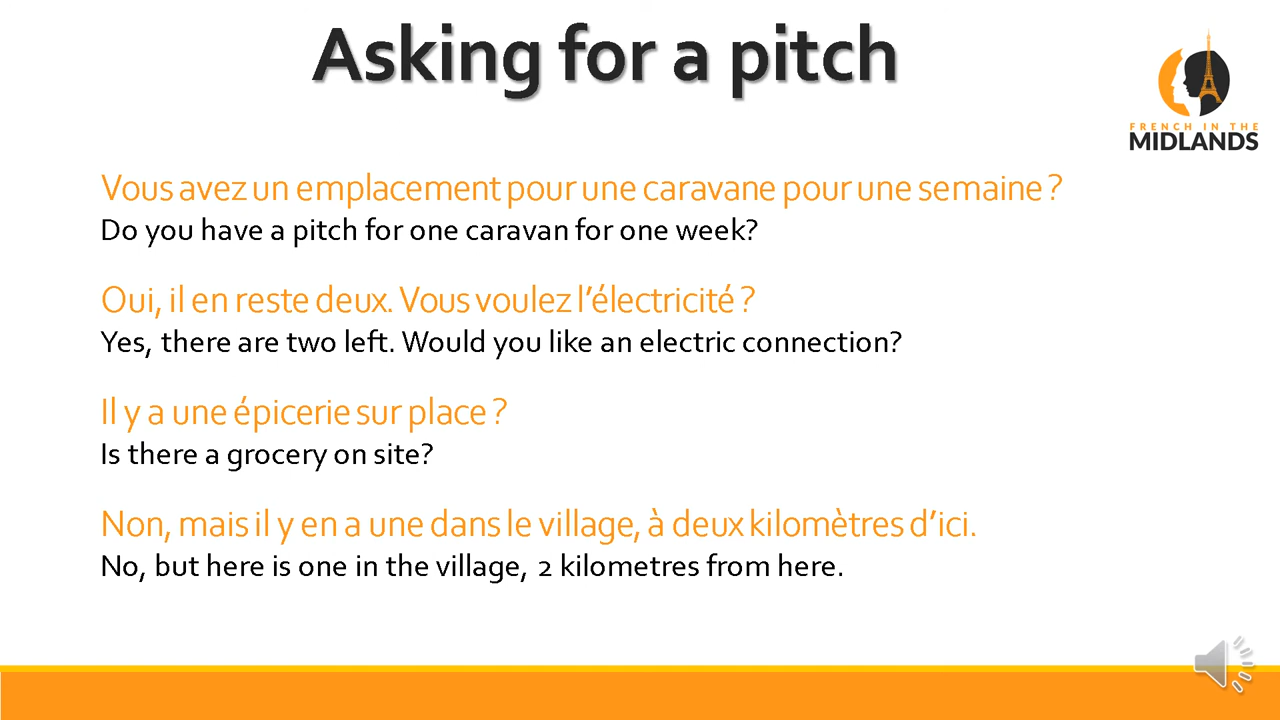 Asking for a pitch
FRENCH IN THE
MIDLANDS
Vous avez un emplacement pour une caravane pour une semaine ?
Do you have a pitch for one caravan for one week?
Oui, il en reste deux. Vous voulez l’électricité ?
Yes, there are two left. Would you like an electric connection?
Il y a une épicerie sur place ?
Is there a grocery on site?
Non, mais il y en a une dans le village, à deux kilomètres d’ici.
No, but here is one in the village, 2 kilometres from here.